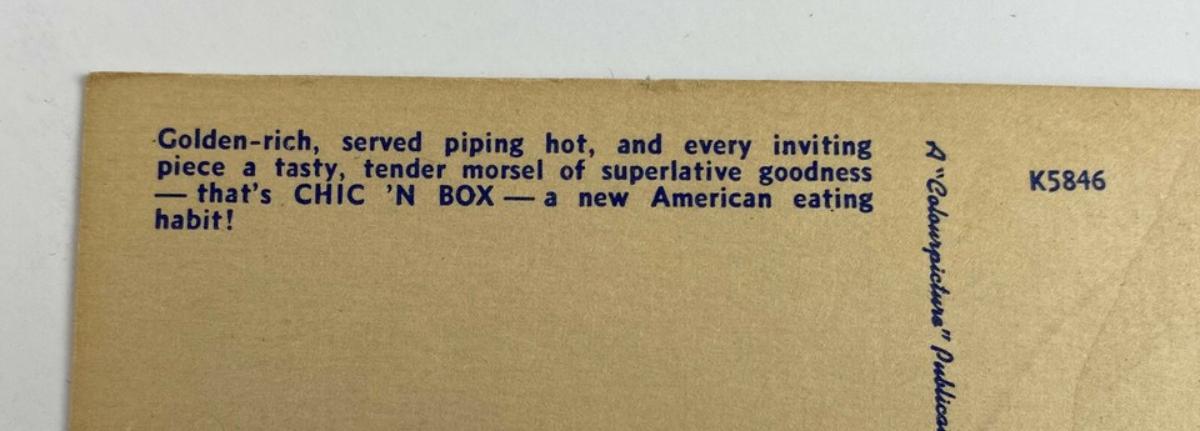 Golden-rich, served piping hot, and every inviting
piece a tasty, tender morsel of superlative goodness
— that's CHIC 'N BOX — a new American eating
habit!
A "Colourpicture"
K5846